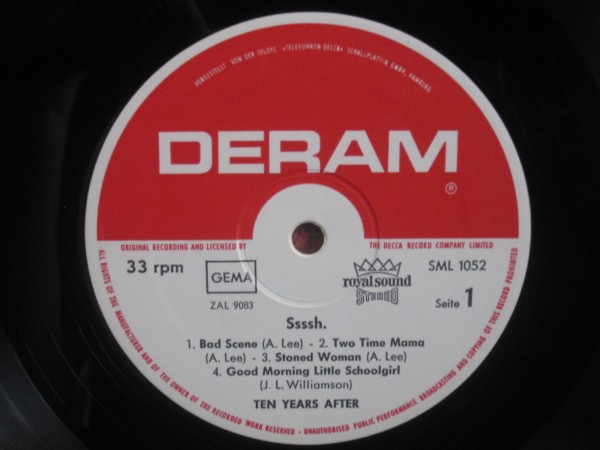 HERGESTELLT VON DER TELDEC »TELEFUNKEN DECCA« SCHALLPLATTEN GMBH, HAMBURG
DERAM
®
ORIGINAL RECORDING AND LICENSED BY THE DECCA RECORD COMPANY LIMITED
33 rpm
GEMA
royal sound
STEREO
SML 1052
ZAL 9083
Seite 1
Ssssh.
1. Bad Scene (A. Lee) - 2. Two Time Mama
(A. Lee) - 3. Stoned Woman (A. Lee)
4. Good Morning Little Schoolgirl
(J. L. Williamson)
TEN YEARS AFTER
ALL RIGHTS OF THE MANUFACTURER AND OF THE OWNER OF THE RECORDED WORK RESERVED - UNAUTHORISED PUBLIC PERFORMANCE BROADCASTING AND COPYING OF THIS RECORD PROHIBITED